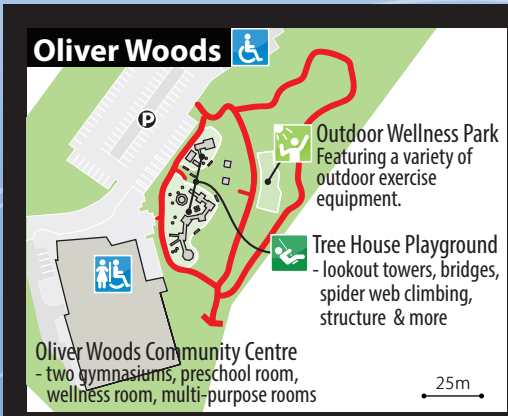 Oliver Woods
P
Outdoor Wellness Park
Featuring a variety of
outdoor exercise
equipment.
Tree House Playground
- lookout towers, bridges,
spider web climbing,
structure & more
Oliver Woods Community Centre
- two gymnasiums, preschool room,
wellness room, multi-purpose rooms
25m